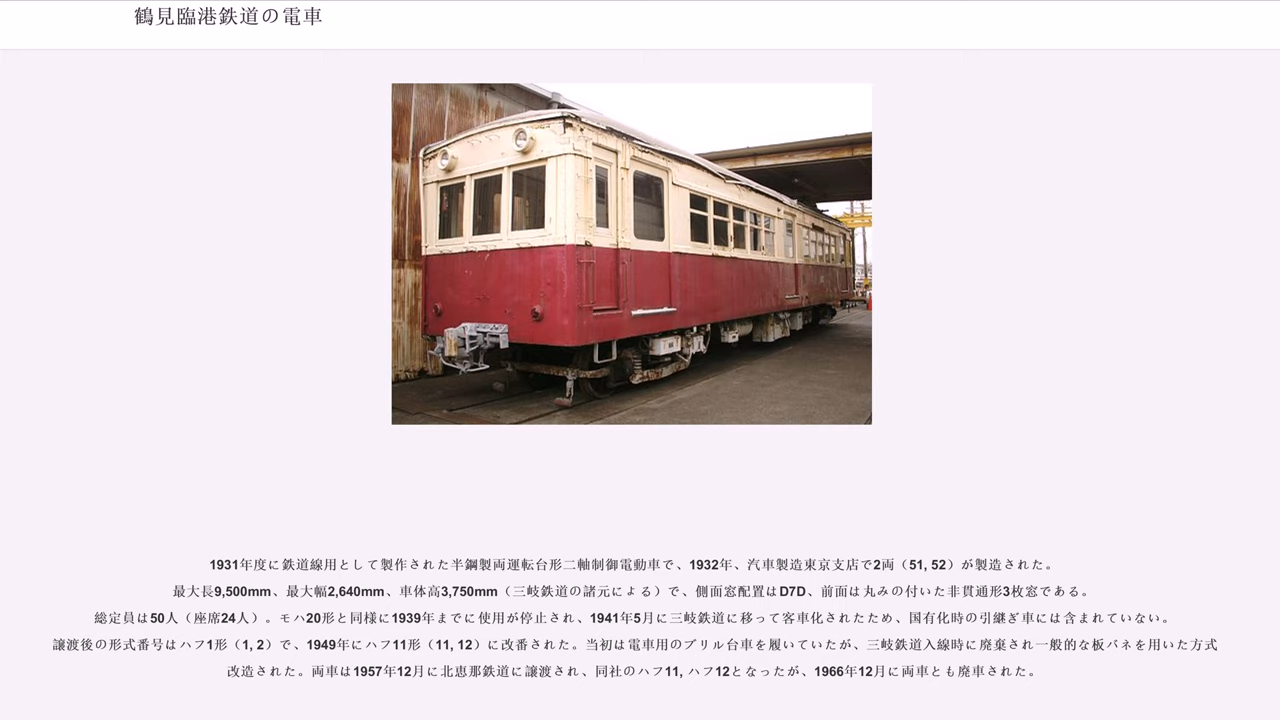 鶴見臨港鉄道の電車
1931年度に鉄道線用として製作された半鋼製両運転台形二軸制御電動車で、1932年、汽車製造東京支店で2両（51, 52）が製造された。
最大長9,500mm、最大幅2,640mm、車体高3,750mm（三岐鉄道の諸元による）で、側面窓配置はD7D、前面は丸みの付いた非貫通形3枚窓である。
総定員は50人（座席24人）。モハ20形と同様に1939年までに使用が停止され、1941年5月に三岐鉄道に移って客車化されたため、国有化時の引継ぎ車には含まれていない。
譲渡後の形式番号はハフ1形（1, 2）で、1949年にハフ11形（11, 12）に改番された。当初は電車用のブリル台車を履いていたが、三岐鉄道入線時に廃棄され一般的な板バネを用いた方式
改造された。両車は1957年12月に北恵那鉄道に譲渡され、同社のハフ11, ハフ12となったが、1966年12月に両車とも廃車された。